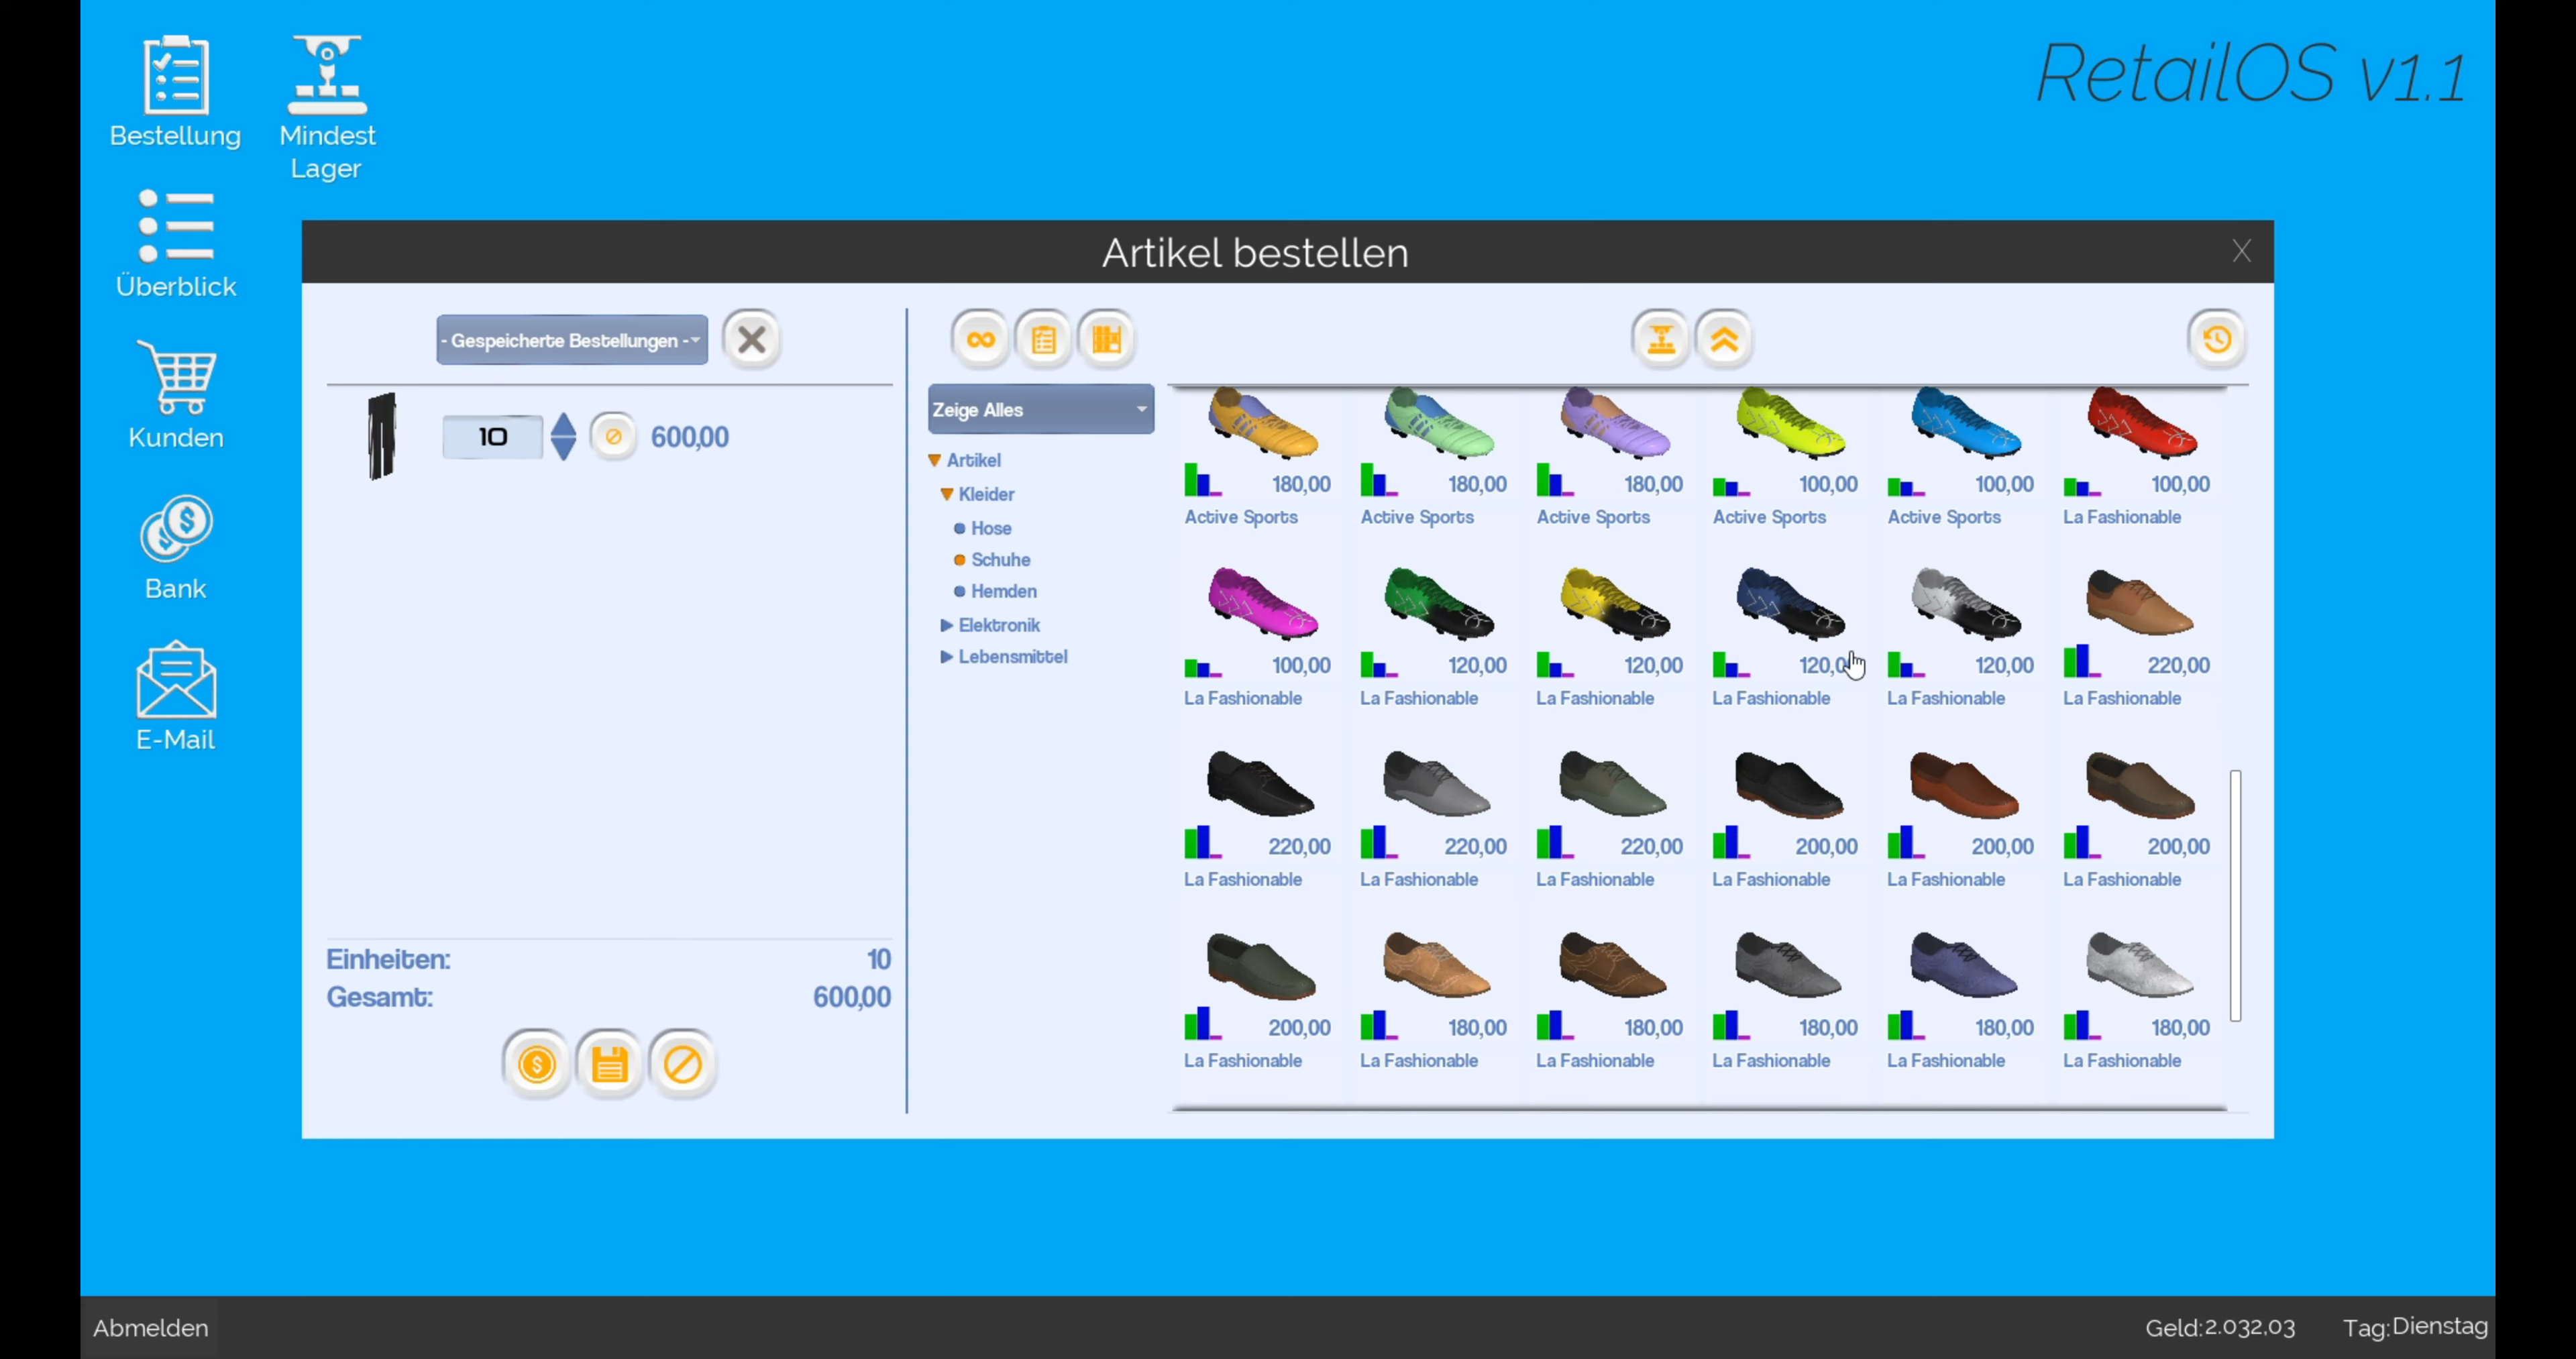 RetailOS v1.1
Bestellung
Mindest
Lager
Überblick
Kunden
Bank
E-Mail
Artikel bestellen
X
- Gespeicherte Bestellungen -
10
600,00
Einheiten:
10
Gesamt:
600,00
Zeige Alles
Artikel
Kleider
Hose
Schuhe
Hemden
Elektronik
Lebensmittel
180,00 180,00 180,00 100,00 100,00 100,00
Active Sports Active Sports Active Sports Active Sports Active Sports La Fashionable
100,00 120,00 120,00 120,0 120,00 220,00
La Fashionable La Fashionable La Fashionable La Fashionable La Fashionable La Fashionable
220,00 220,00 220,00 200,00 200,00 200,00
La Fashionable La Fashionable La Fashionable La Fashionable La Fashionable La Fashionable
200,00 180,00 180,00 180,00 180,00 180,00
La Fashionable La Fashionable La Fashionable La Fashionable La Fashionable La Fashionable
Abmelden
Geld:2.032,03
Tag:Dienstag